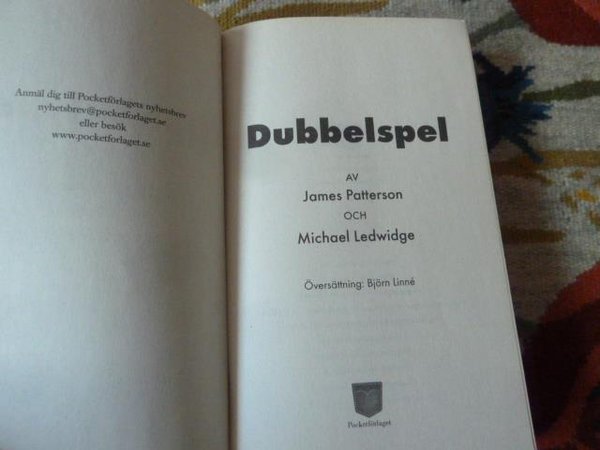 Anmäl dig till Pocketförlagets nyhetsbrev
nyhetsbrev@pocketforlaget.se
eller besök
www.pocketforlaget.se
Dubbelspel
AV
James Patterson
OCH
Michael Ledwidge
Översättning: Björn Linné
Pocketförlaget